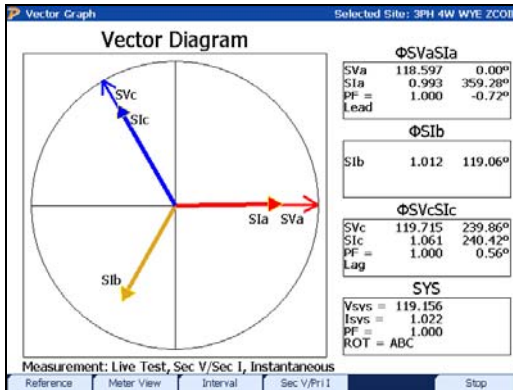 Vector Graph
Selected Site: 3PH 4W WYE ZCOIL
Vector Diagram
SVc
SIc
SIa
SVa
SIb
ΦSVaSIa
SVa 118.597 0.00º
SIa 0.993 359.28º
PF = 1.000 -0.72º
Lead
ΦSIb
SIb 1.012 119.06º
ΦSVcSIc
SVc 119.715 239.86º
SIc 1.061 240.42º
PF = 1.000 0.56º
Lag
SYS
Vsys = 119.156
Isys = 1.022
PF = 1.000
ROT = ABC
Measurement: Live Test, Sec V/Sec I, Instantaneous
Reference
Meter View
Interval
Sec V/Pri I
Stop